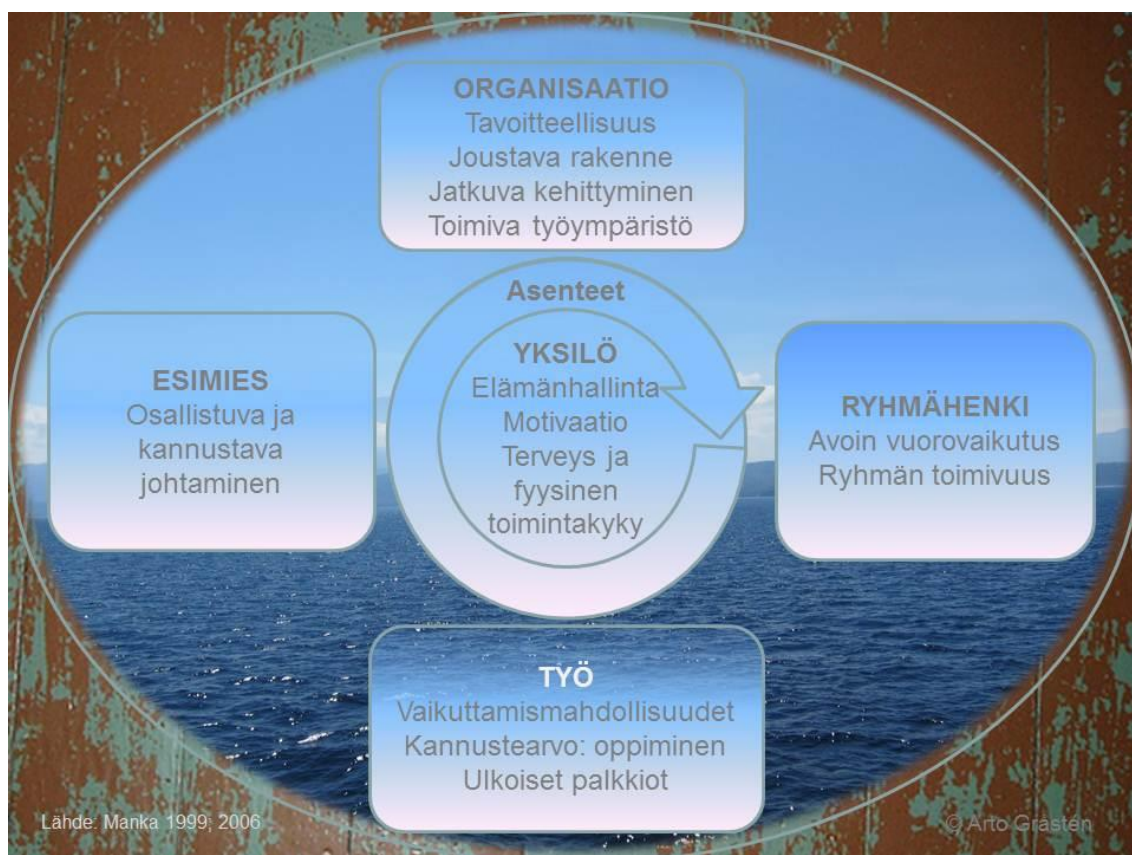 ORGANISAATIO
Tavoitteellisuus
Joustava rakenne
Jatkuva kehittyminen
Toimiva työympäristö
Asenteet
ESIMIES
Osallistuva ja
kannustava
johtaminen
YKSILÖ
Elämänhallinta
Motivaatio
Terveys ja
fyysinen
toimintakyky
RYHMÄHENKI
Avoin vuorovaikutus
Ryhmän toimivuus
TYÖ
Vaikuttamismahdollisuudet
Kannustearvo: oppiminen
Ulkoiset palkkiot
Lähde: Manka 1999; 2006
© Arto Gråsten